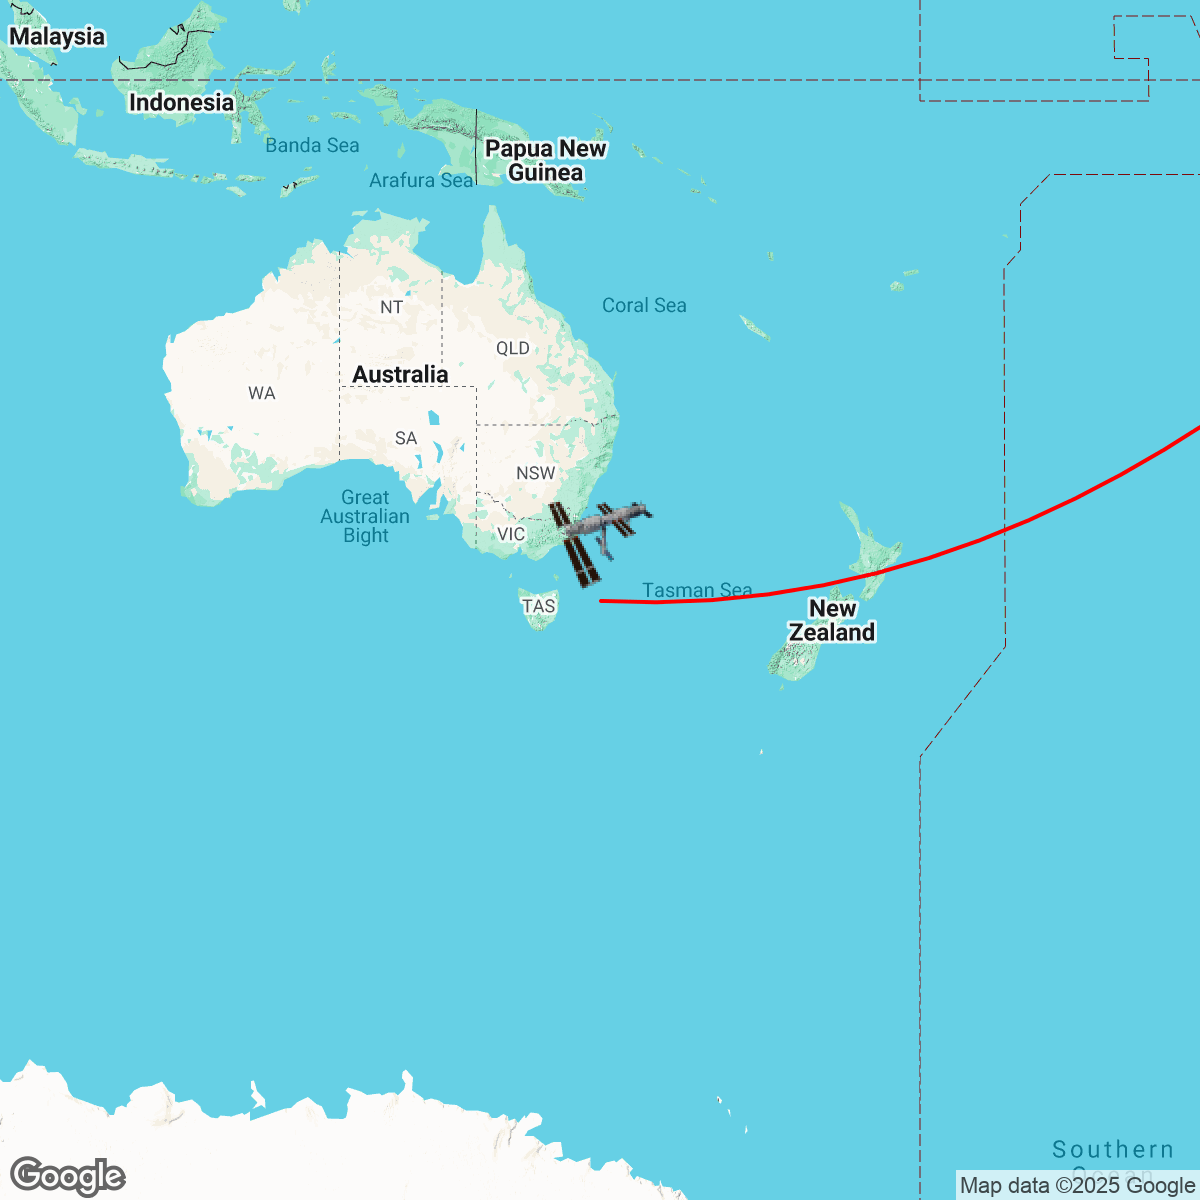 Malaysia
Indonesia
Banda Sea
Papua New
Guinea
Arafura Sea
NT
Coral Sea
QLD
Australia
WA
SA
NSW
Great
Australian
Bight
VIC
Tasman Sea
TAS
New
Zealand
Southern
Ocean
Google
Map data ©2025 Google